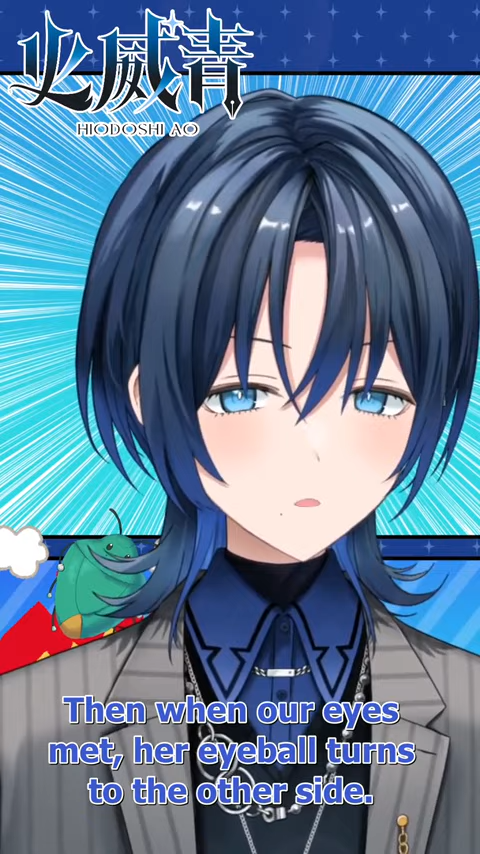 火威青
HIODOSHI AO
Then when our eyes
met, her eyeball turns
to the other side.